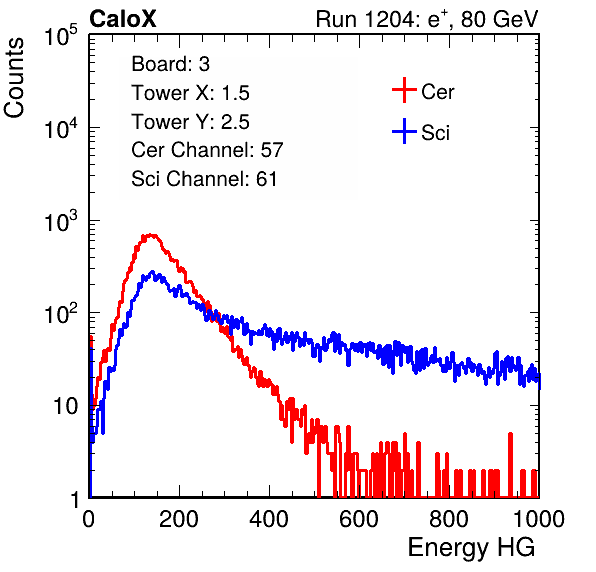 CaloX Run 1204: e⁺, 80 GeV
Counts
Board: 3
Tower X: 1.5
Tower Y: 2.5
Cer Channel: 57
Sci Channel: 61
Cer
Sci
10⁵
10⁴
10³
10²
10
1
0 200 400 600 800 1000
Energy HG